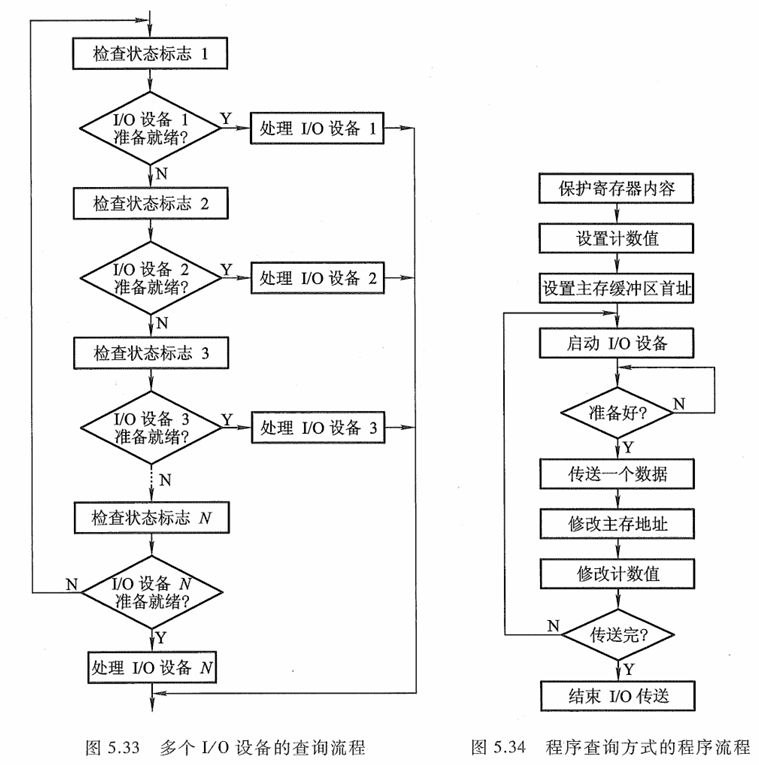 检查状态标志 1
I/O 设备 1
准备就绪?
Y
处理 I/O 设备 1
N
检查状态标志 2
I/O 设备 2
准备就绪?
Y
处理 I/O 设备 2
N
检查状态标志 3
I/O 设备 3
准备就绪?
Y
处理 I/O 设备 3
N
检查状态标志 N
I/O 设备 N
准备就绪?
N
Y
处理 I/O 设备 N
图 5.33 多个 I/O 设备的查询流程
保护寄存器内容
设置计数值
设置主存缓冲区首址
启动 I/O 设备
准备好?
N
Y
传送一个数据
修改主存地址
修改计数值
传送完?
N
Y
结束 I/O 传送
图 5.34 程序查询方式的程序流程